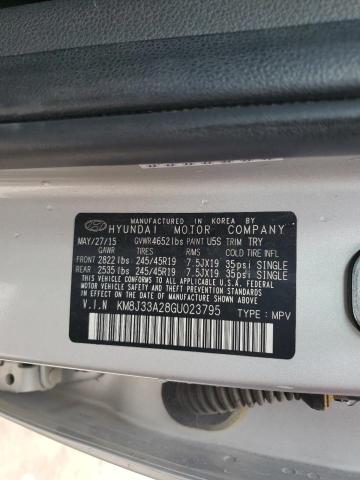 MANUFACTURED IN KOREA BY
HYUNDAI MOTOR COMPANY
MAY/27/15 GVWR4652lbs PAINT U5S TRIM TRY
GAWR TIRES RIMS COLD TIRE INFL.
FRONT 2822lbs 245/45R19 7.5JX19 35psi SINGLE
REAR 2535lbs 245/45R19 7.5JX19 35psi SINGLE
THIS VEHICLE CONFORMS TO ALL APPLICABLE U.S.A. FEDERAL
MOTOR VEHICLE SAFETY, BUMPER, AND THEFT PREVENTION
STANDARDS IN EFFECT ON THE DATE OF MANUFACTURE SHOWN ABOVE.
V.I.N KM8J33A28GU023795 TYPE: MPV